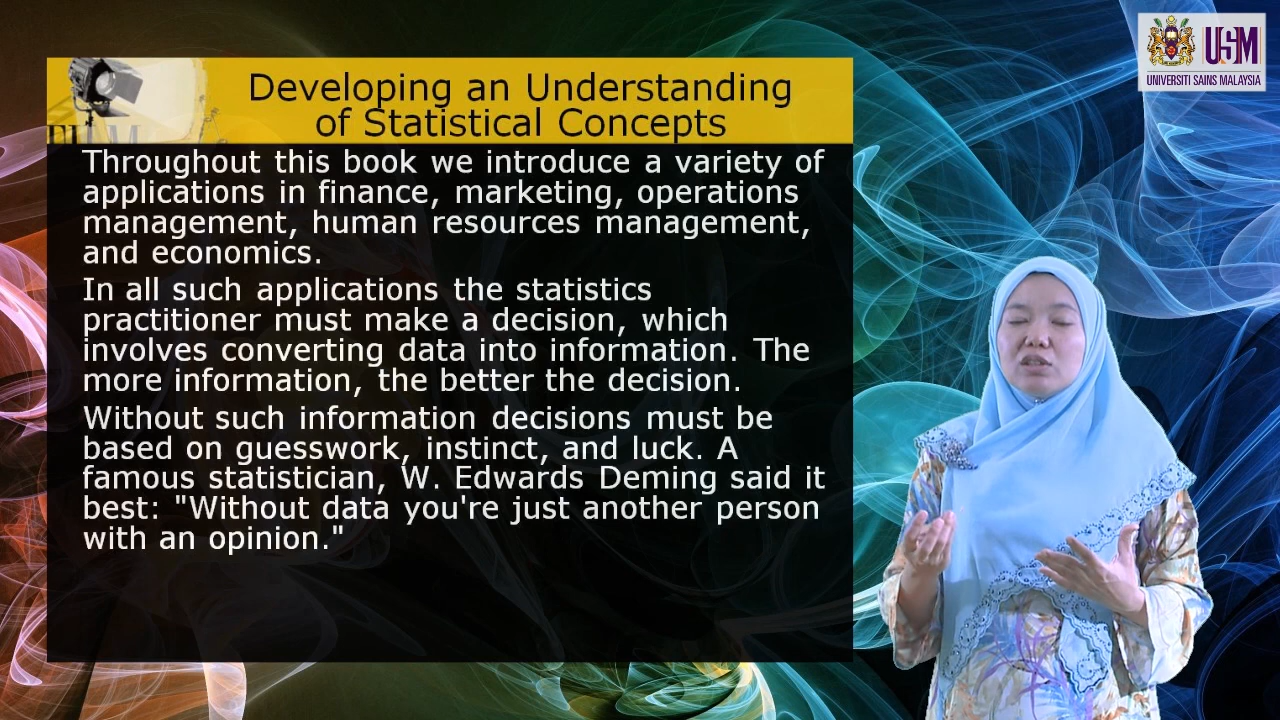 USM
UNIVERSITI SAINS MALAYSIA
FILM
Developing an Understanding
of Statistical Concepts
Throughout this book we introduce a variety of
applications in finance, marketing, operations
management, human resources management,
and economics.
In all such applications the statistics
practitioner must make a decision, which
involves converting data into information. The
more information, the better the decision.
Without such information decisions must be
based on guesswork, instinct, and luck. A
famous statistician, W. Edwards Deming said it
best: "Without data you're just another person
with an opinion."